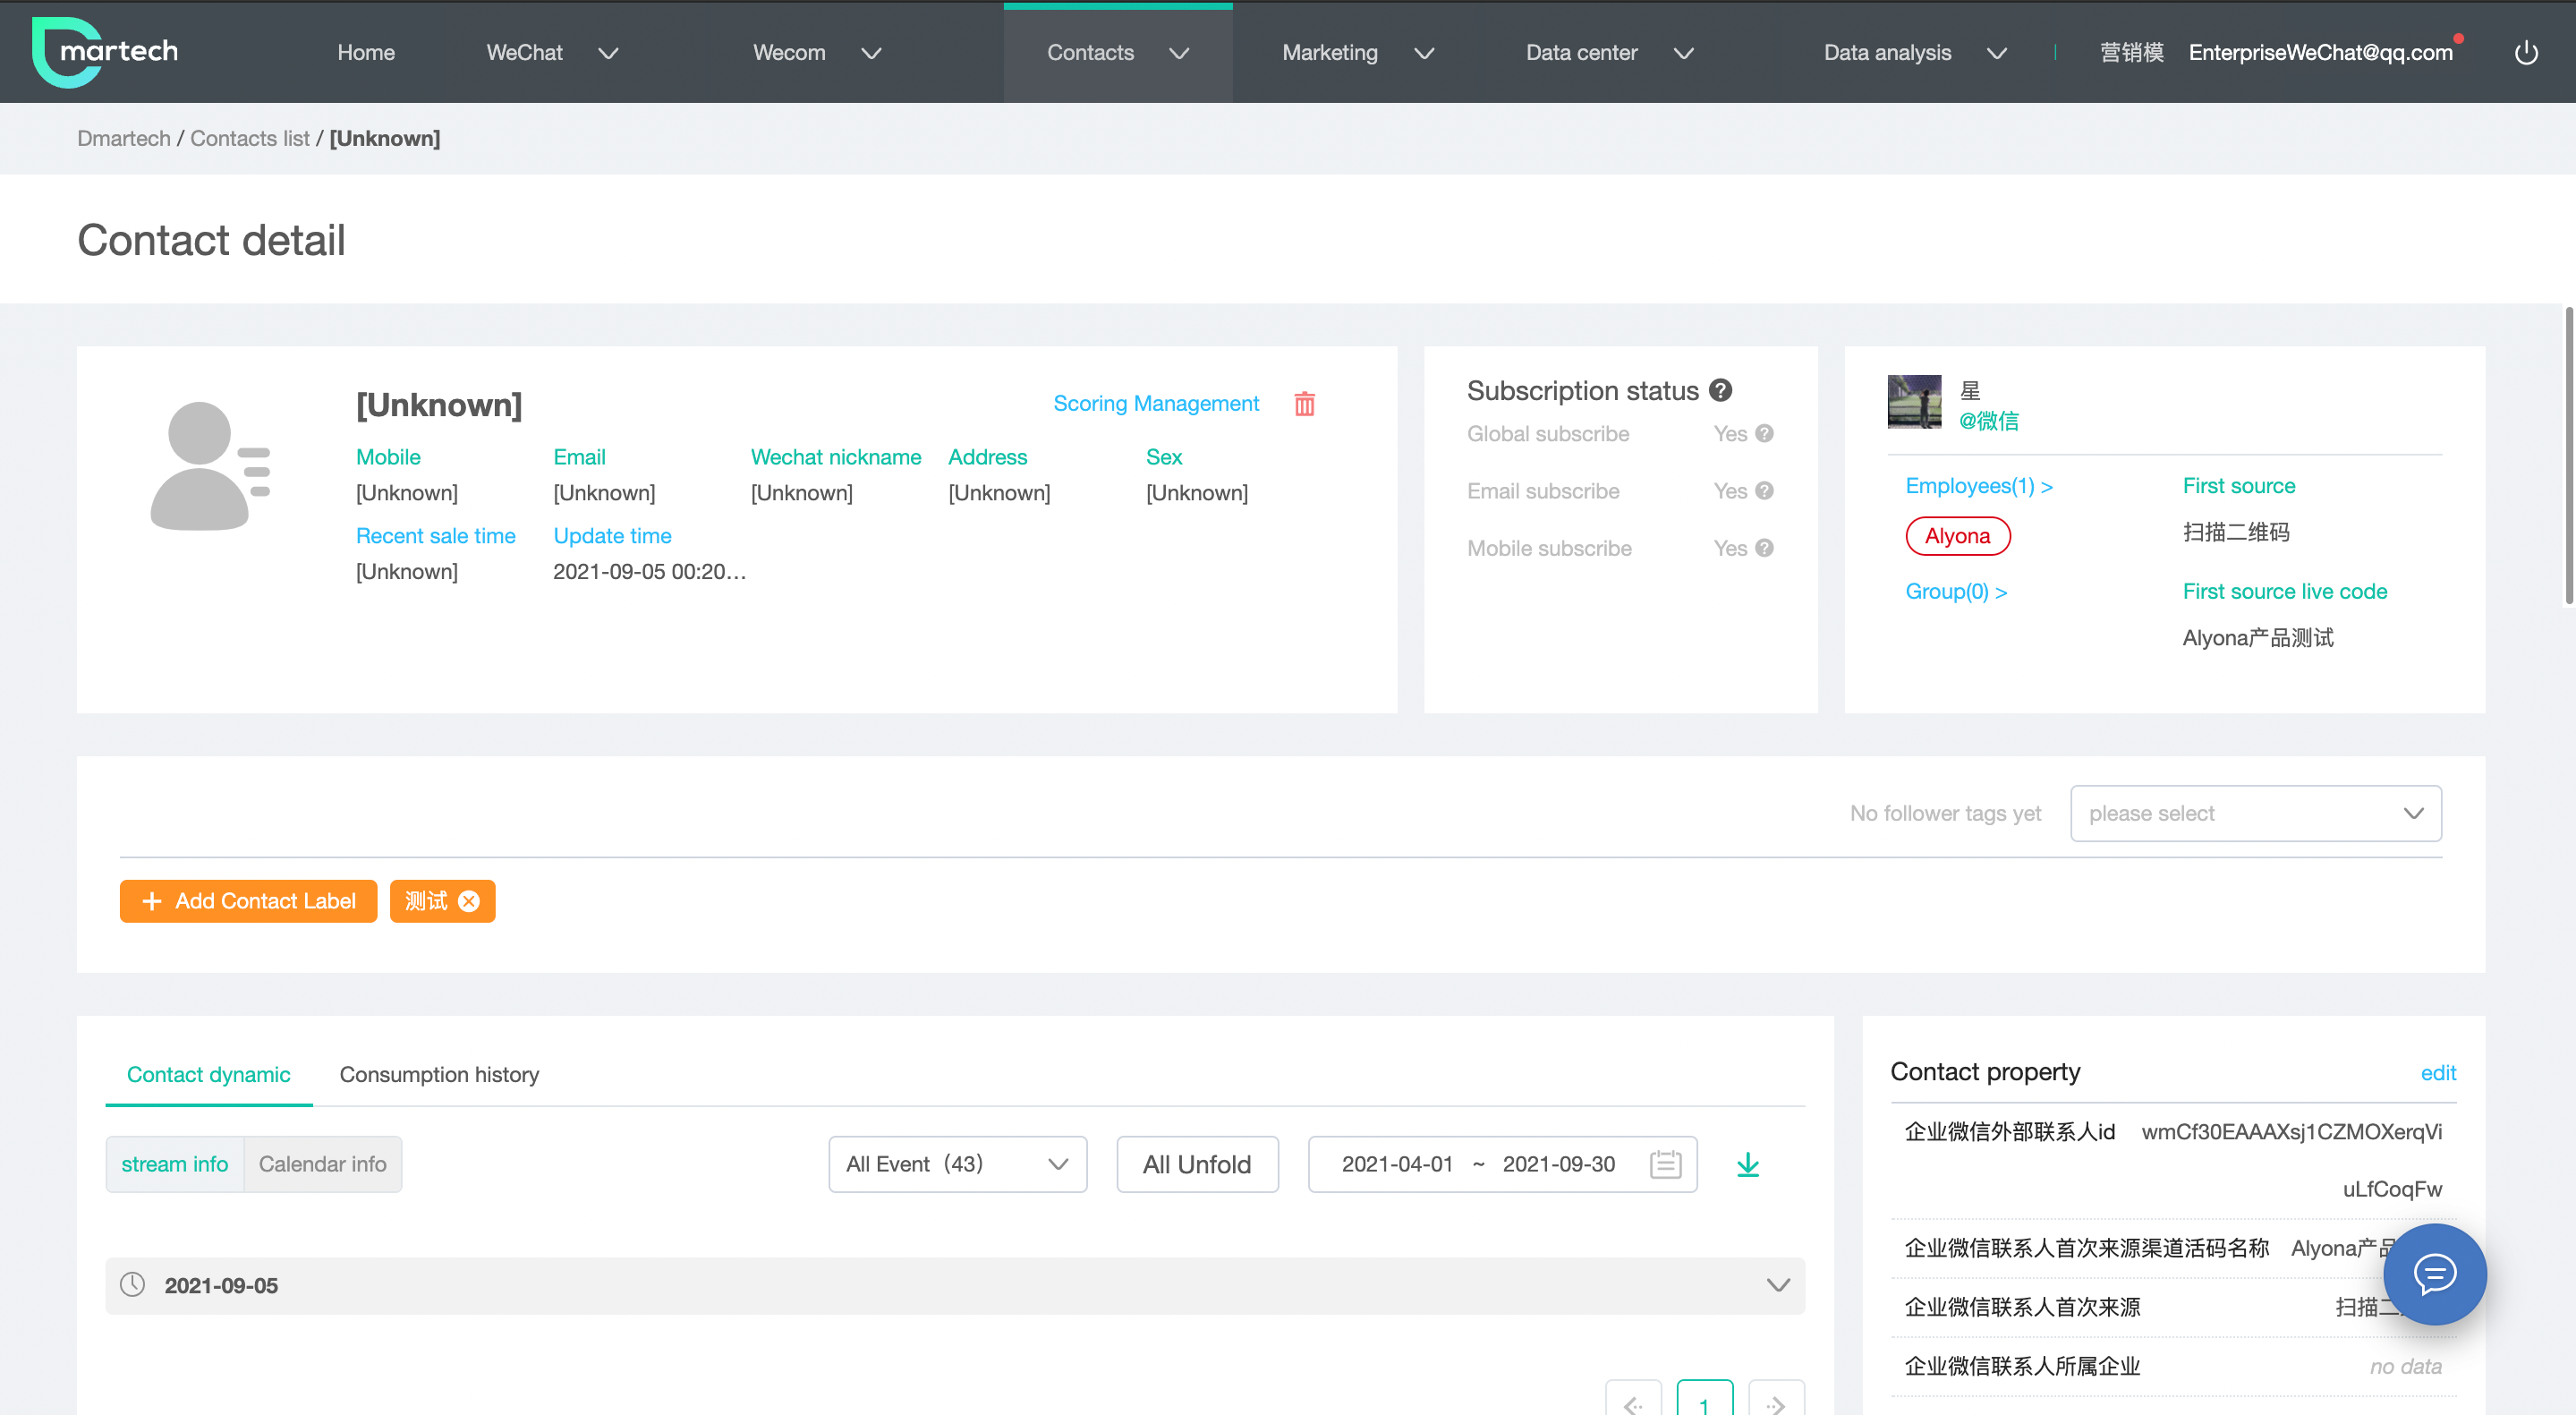 martech
Home
WeChat
Wecom
Contacts
Marketing
Data center
Data analysis
营销模
EnterpriseWeChat@qq.com
Dmartech / Contacts list / [Unknown]
Contact detail
[Unknown]
Scoring Management
Mobile
Email
Wechat nickname
Address
Sex
[Unknown]
[Unknown]
[Unknown]
[Unknown]
[Unknown]
Recent sale time
Update time
[Unknown]
2021-09-05 00:20...
Subscription status ?
Global subscribe Yes ?
Email subscribe Yes ?
Mobile subscribe Yes ?
星
@微信
Employees(1) >
First source
Alyona
扫描二维码
Group(0) >
First source live code
Alyona产品测试
No follower tags yet
please select
+ Add Contact Label
测试
Contact dynamic
Consumption history
stream info
Calendar info
All Event（43）
All Unfold
2021-04-01 ~ 2021-09-30
2021-09-05
1
Contact property
edit
企业微信外部联系人id wmCf30EAAAXsj1CZMOXerqVi
uLfCoqFw
企业微信联系人首次来源渠道活码名称 Alyona产品
企业微信联系人首次来源 扫描二
企业微信联系人所属企业 no data